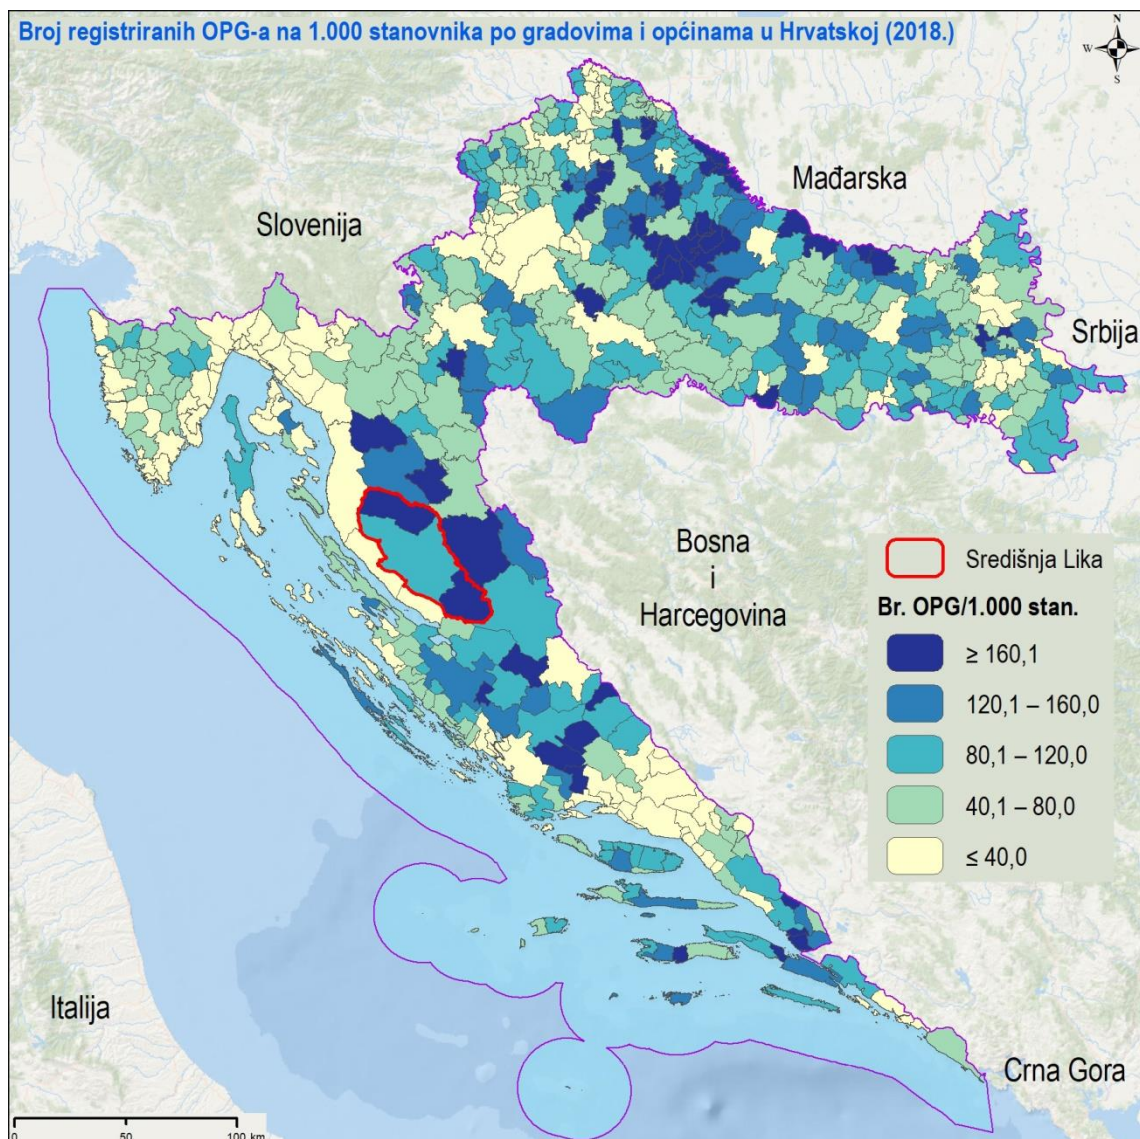 Broj registriranih OPG-a na 1.000 stanovnika po gradovima i općinama u Hrvatskoj (2018.)
N
W
E
S
Mađarska
Slovenija
Srbija
Bosna
i
Harcegovina
Središnja Lika
Br. OPG/1.000 stan.
≥ 160,1
120,1 – 160,0
80,1 – 120,0
40,1 – 80,0
≤ 40,0
Italija
Crna Gora
0 50 100 km